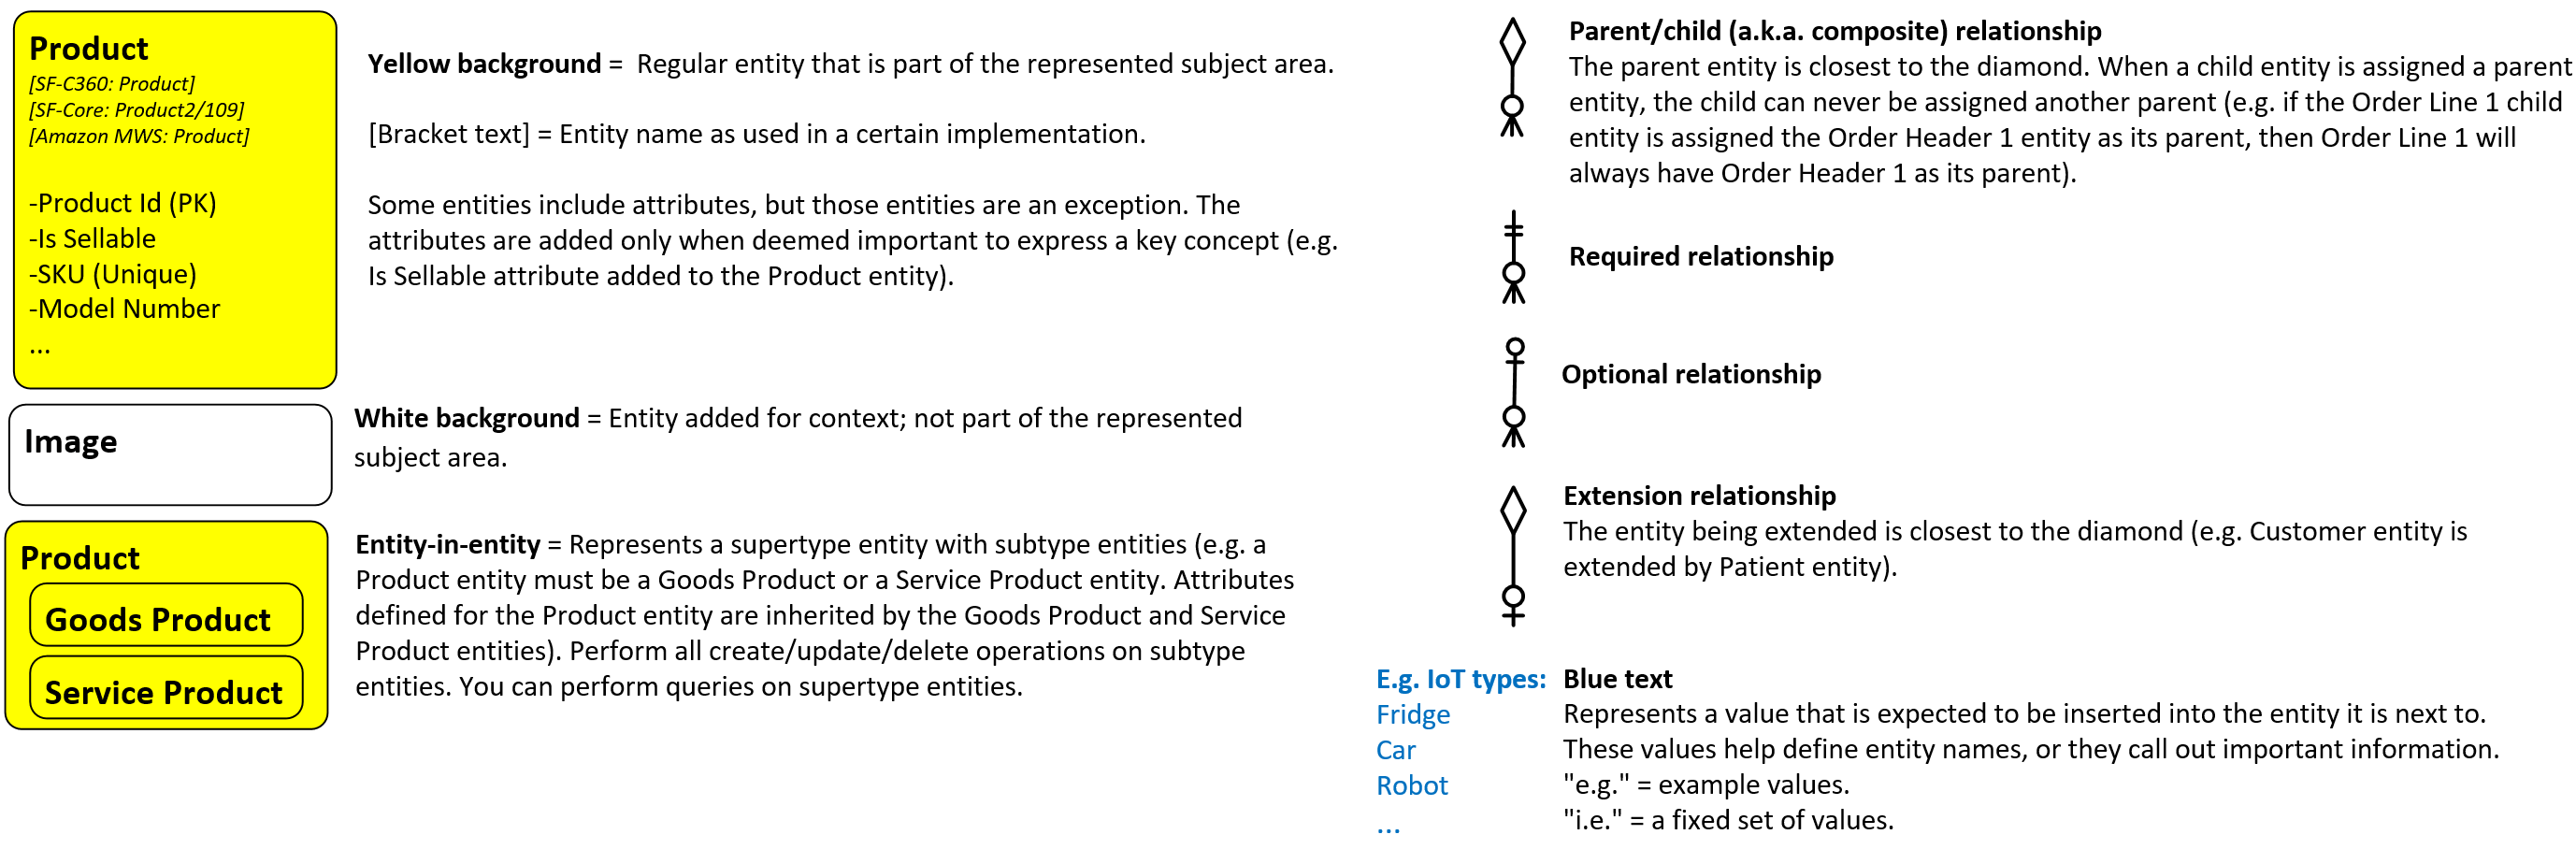 Product
[SF-C360: Product]
[SF-Core: Product2/109]
[Amazon MWS: Product]
-Product Id (PK)
-Is Sellable
-SKU (Unique)
-Model Number
...
Yellow background =  Regular entity that is part of the represented subject area.
[Bracket text] = Entity name as used in a certain implementation.
Some entities include attributes, but those entities are an exception. The
attributes are added only when deemed important to express a key concept (e.g.
Is Sellable attribute added to the Product entity).
Image
White background = Entity added for context; not part of the represented
subject area.
Product
Goods Product
Service Product
Entity-in-entity = Represents a supertype entity with subtype entities (e.g. a
Product entity must be a Goods Product or a Service Product entity. Attributes
defined for the Product entity are inherited by the Goods Product and Service
Product entities). Perform all create/update/delete operations on subtype
entities. You can perform queries on supertype entities.
Parent/child (a.k.a. composite) relationship
The parent entity is closest to the diamond. When a child entity is assigned a parent
entity, the child can never be assigned another parent (e.g. if the Order Line 1 child
entity is assigned the Order Header 1 entity as its parent, then Order Line 1 will
always have Order Header 1 as its parent).
Required relationship
Optional relationship
Extension relationship
The entity being extended is closest to the diamond (e.g. Customer entity is
extended by Patient entity).
E.g. IoT types:
Fridge
Car
Robot
...
Blue text
Represents a value that is expected to be inserted into the entity it is next to.
These values help define entity names, or they call out important information.
"e.g." = example values.
"i.e." = a fixed set of values.